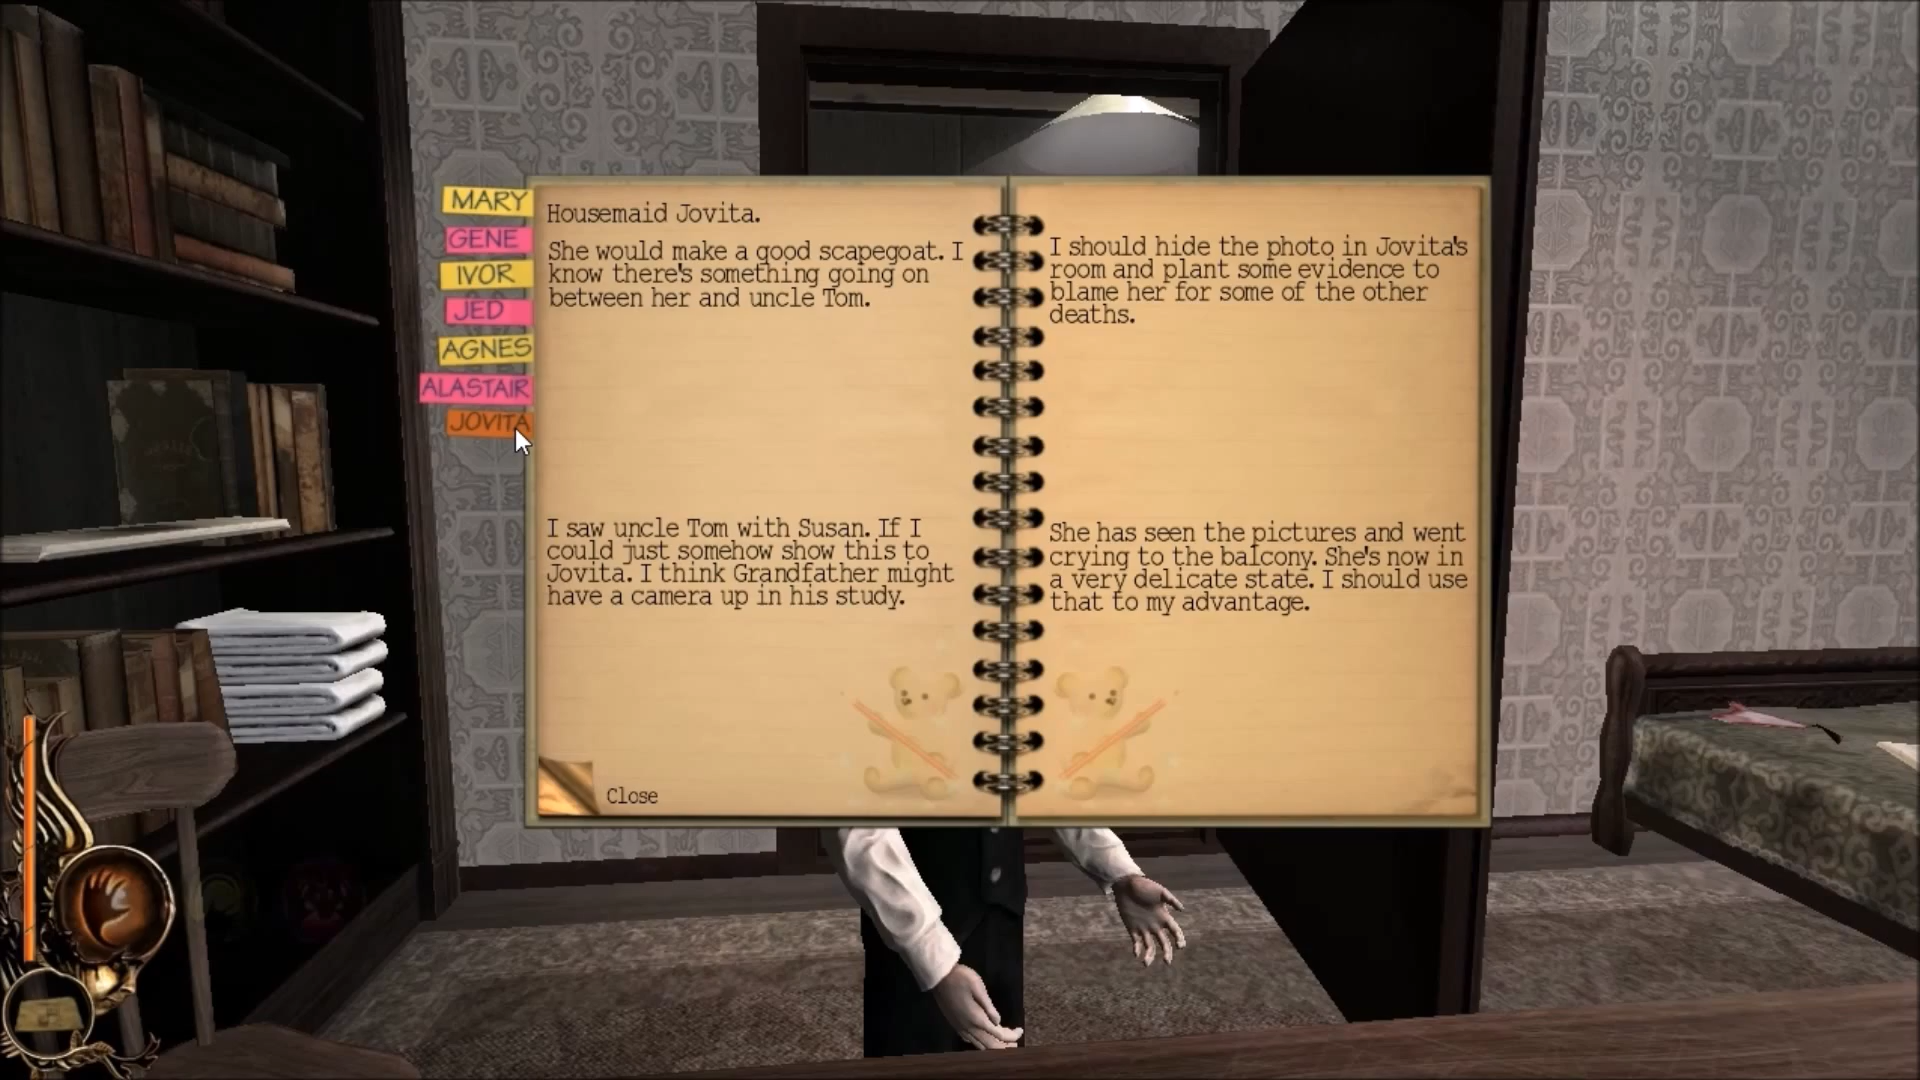 MARY
GENE
IVOR
JED
AGNES
ALASTAIR
JOVITA
Housemaid Jovita.
She would make a good scapegoat. I
know there's something going on
between her and uncle Tom.
I saw uncle Tom with Susan. If I
could just somehow show this to
Jovita. I think Grandfather might
have a camera up in his study.
Close
I should hide the photo in Jovita's
room and plant some evidence to
blame her for some of the other
deaths.
She has seen the pictures and went
crying to the balcony. She's now in
a very delicate state. I should use
that to my advantage.